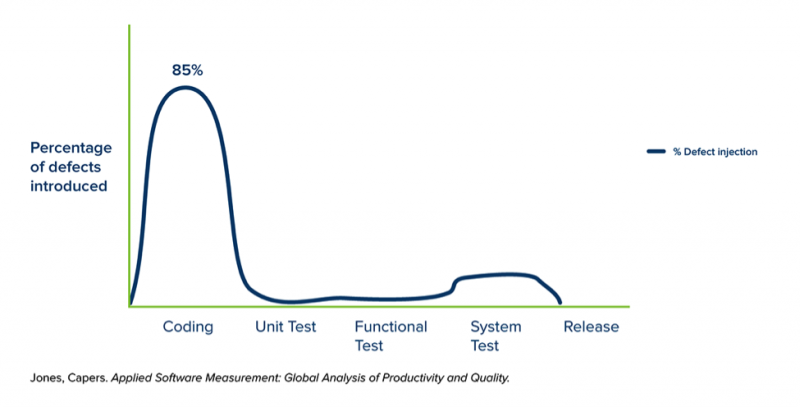 85%
Percentage
of defects
introduced
% Defect injection
Coding
Unit Test
Functional
Test
System
Test
Release
Jones, Capers. Applied Software Measurement: Global Analysis of Productivity and Quality.